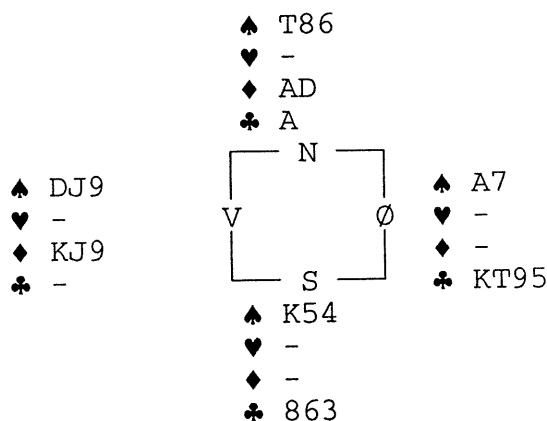 ♠ T86
♥ -
♦ AD
♣ A
N
♠ DJ9
♥ -
♦ KJ9
♣ -
V
Ø
♠ A7
♥ -
♦ -
♣ KT95
S
♠ K54
♥ -
♦ -
♣ 863